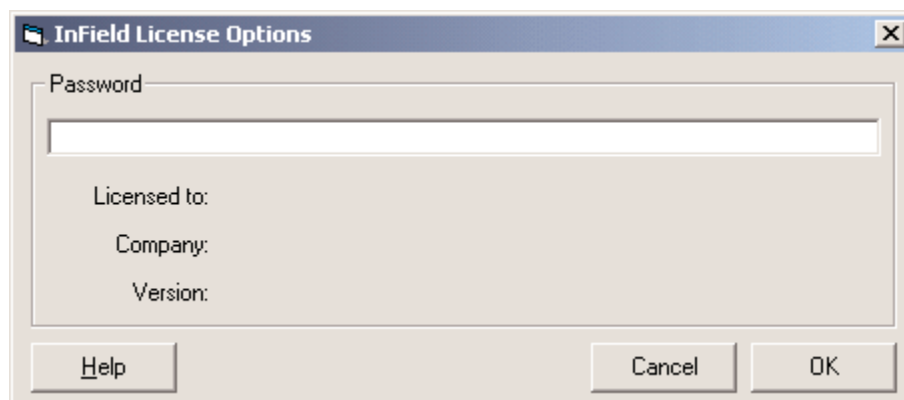 InField License Options
Password
Licensed to:
Company:
Version:
Help Cancel OK